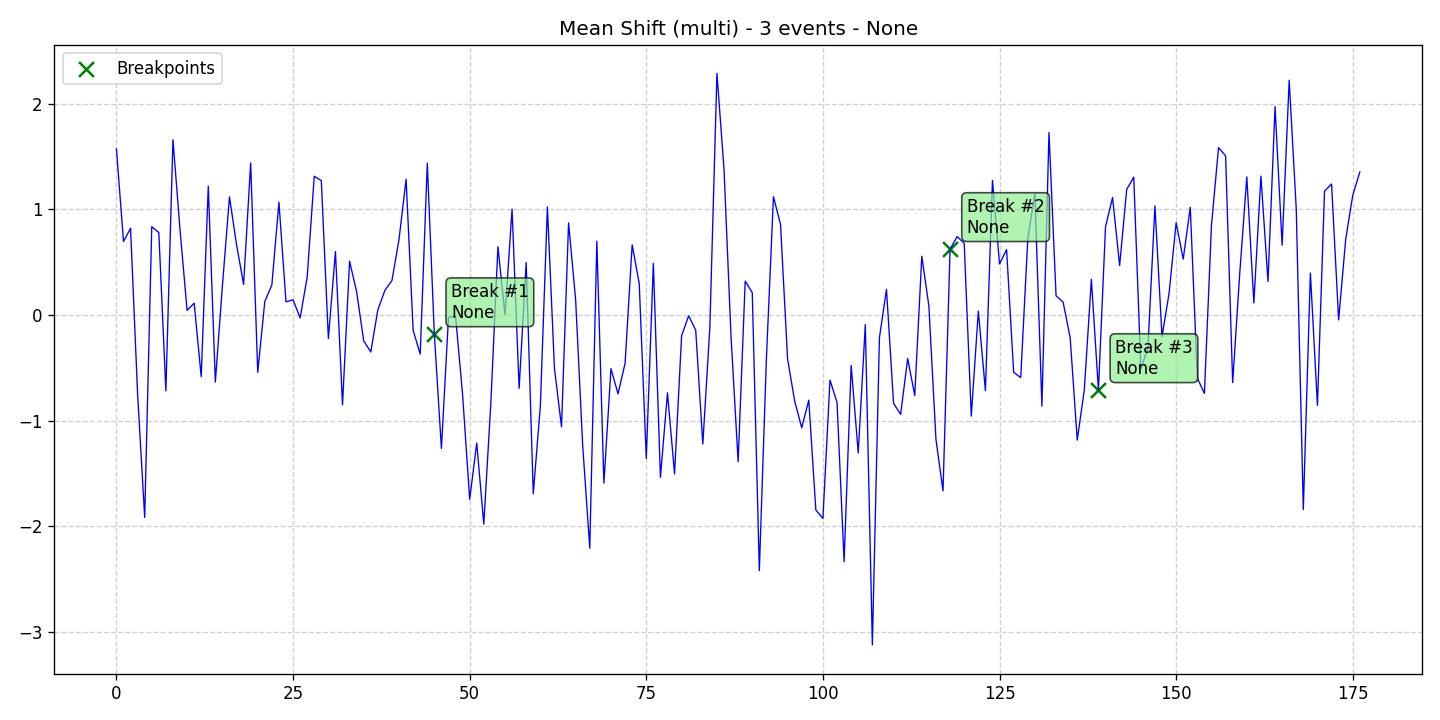 Mean Shift (multi) - 3 events - None
Breakpoints
2
1
0
−1
−2
−3
Break #1
None
Break #2
None
Break #3
None
0
25
50
75
100
125
150
175